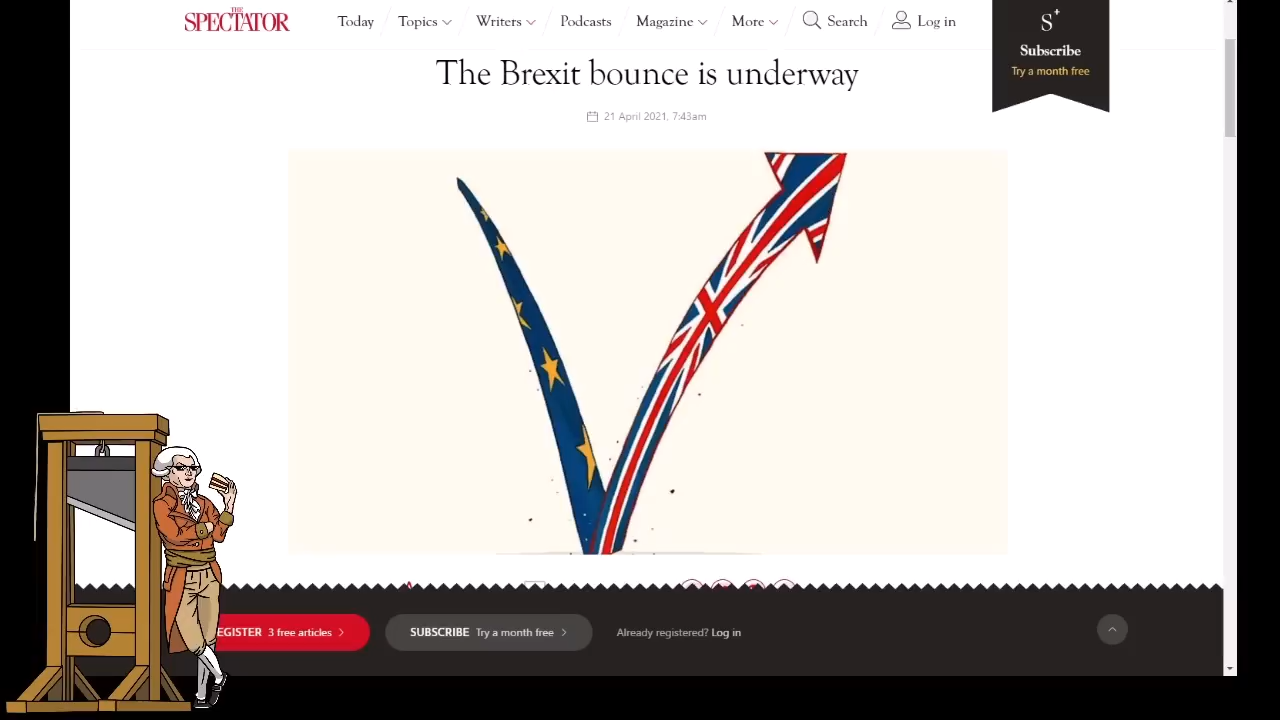 THE
SPECTATOR
Today
Topics
Writers
Podcasts
Magazine
More
Search
Log in
S+
Subscribe
Try a month free
The Brexit bounce is underway
21 April 2021, 7:43am
EGISTER 3 free articles
SUBSCRIBE Try a month free
Already registered? Log in